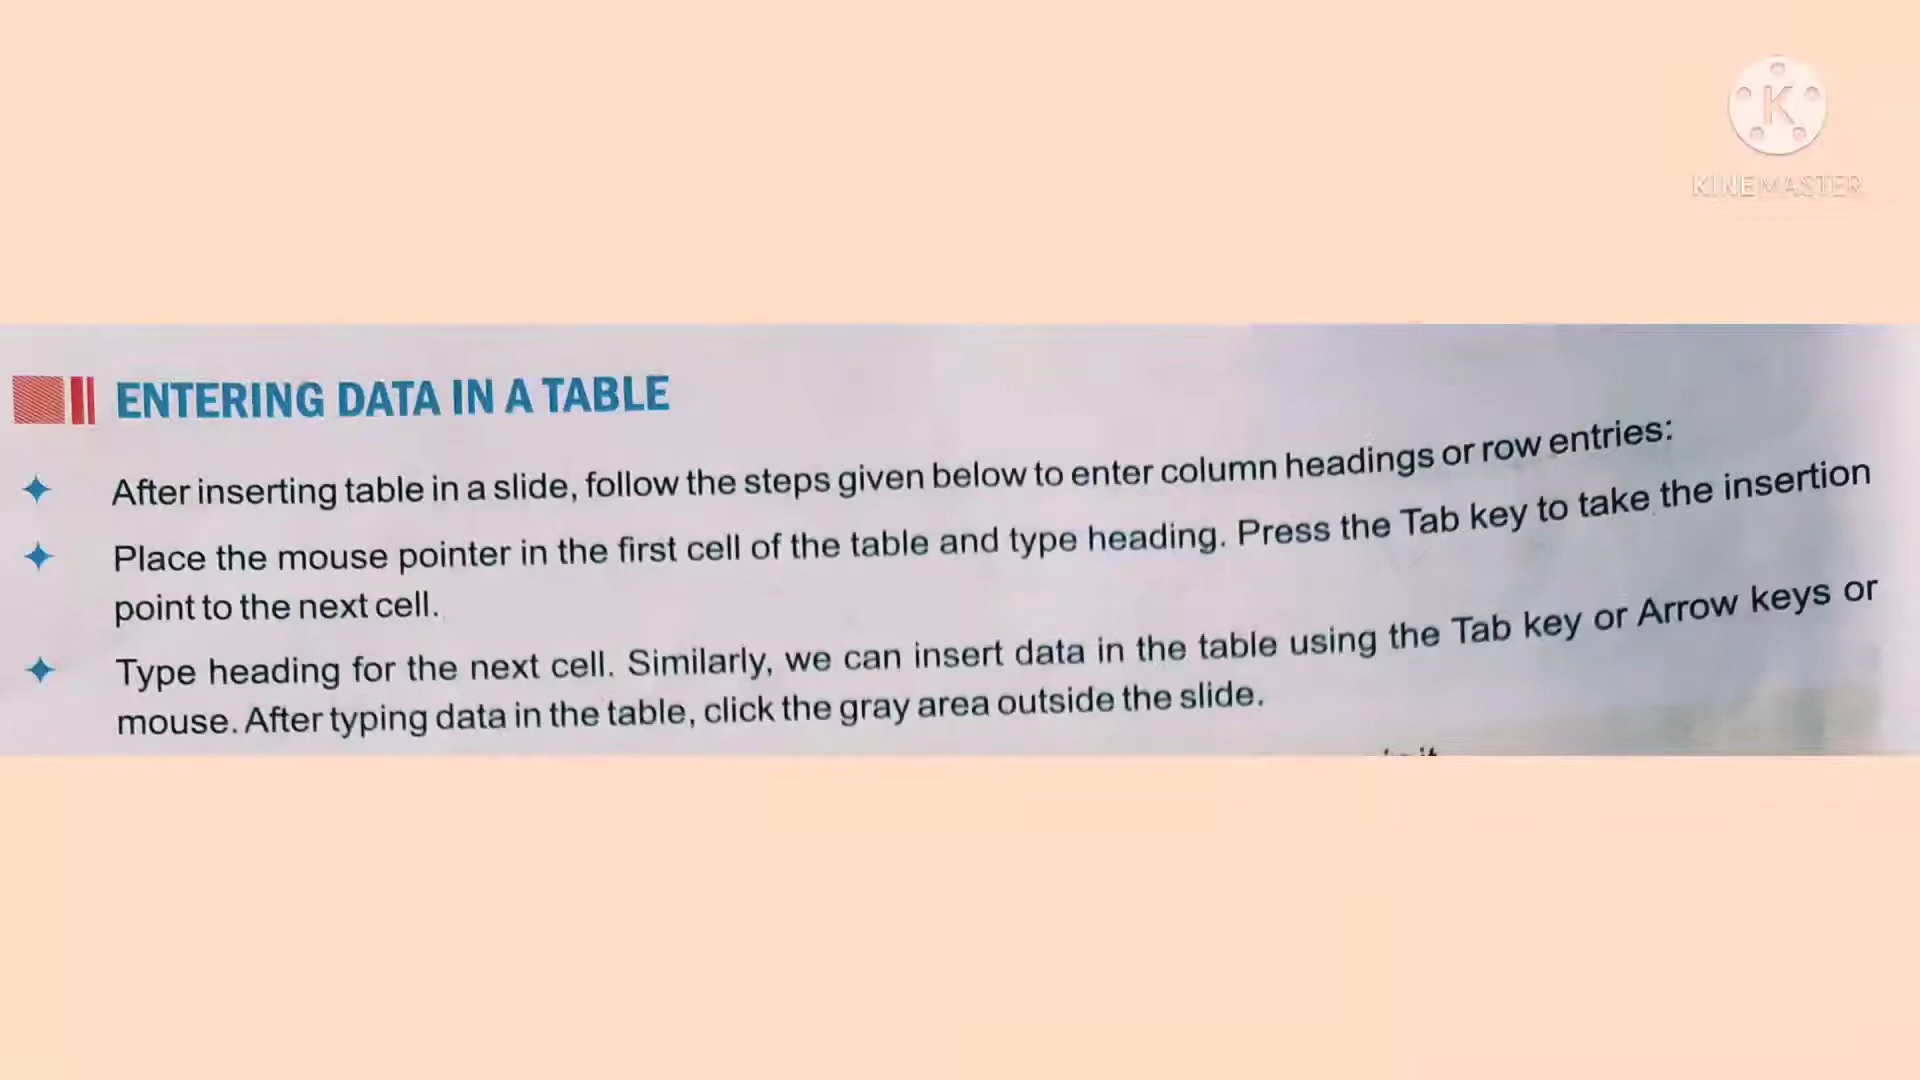 K
KINEMASTER
ENTERING DATA IN A TABLE
After inserting table in a slide, follow the steps given below to enter column headings or row entries:
Place the mouse pointer in the first cell of the table and type heading. Press the Tab key to take the insertion
point to the next cell.
Type heading for the next cell. Similarly, we can insert data in the table using the Tab key or Arrow keys or
mouse. After typing data in the table, click the gray area outside the slide.